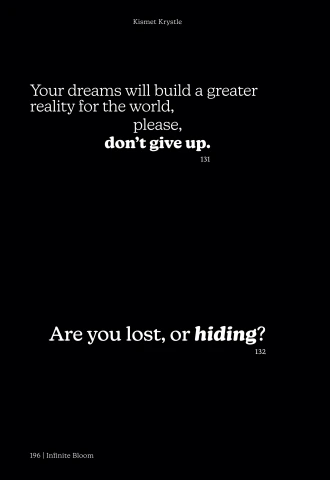 Kismet Krystle
Your dreams will build a greater
reality for the world,
please,
don't give up.
131
Are you lost, or hiding?
132
196 | Infinite Bloom